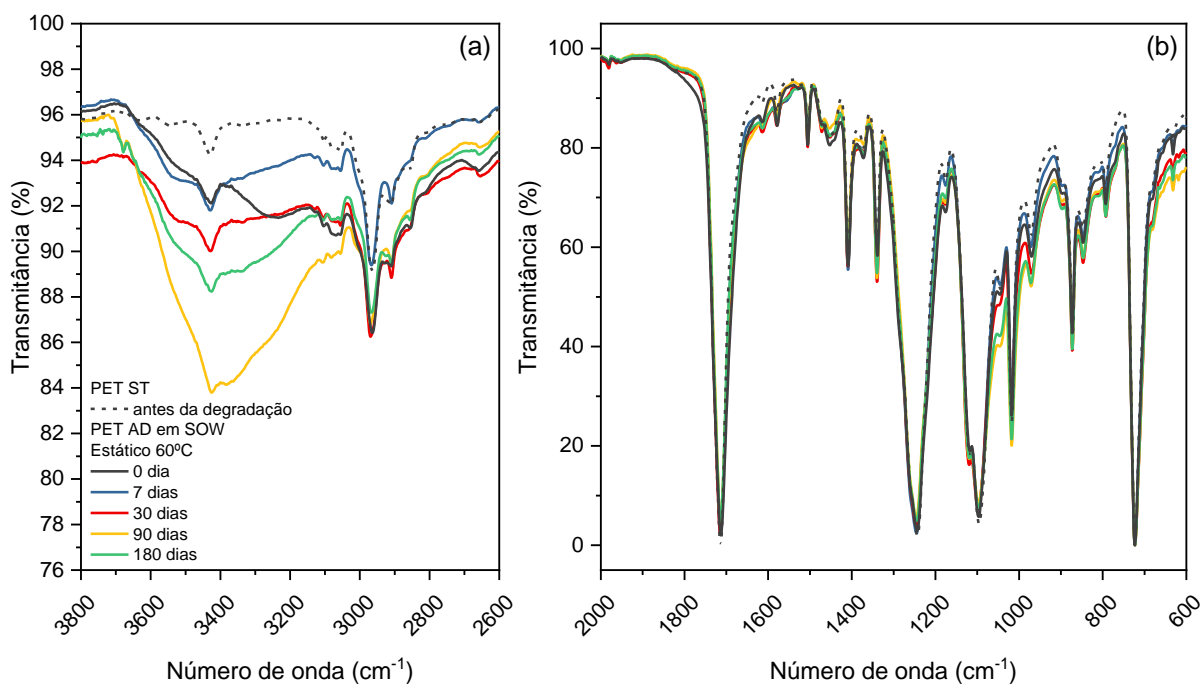 100
98
96
94
92
90
88
86
84
82
80
78
76
Transmitância (%)
(a)
PET ST
antes da degradação
PET AD em SOW
Estático 60ºC
0 dia
7 dias
30 dias
90 dias
180 dias
3800
3600
3400
3200
3000
2800
2600
Número de onda (cm⁻¹)
100
80
60
40
20
0
Transmitância (%)
(b)
2000
1800
1600
1400
1200
1000
800
600
Número de onda (cm⁻¹)